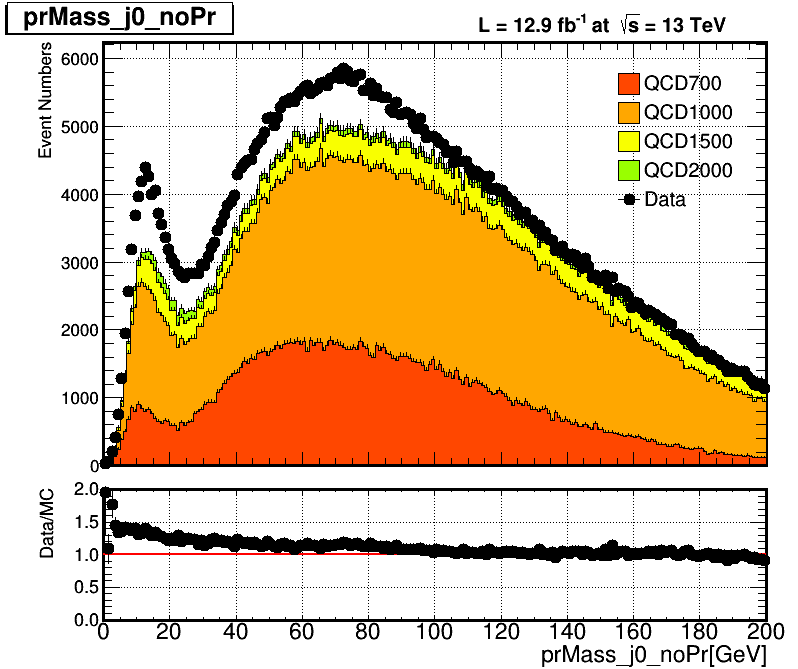 prMass_j0_noPr
L = 12.9 fb⁻¹ at √s = 13 TeV
Event Numbers
6000
5000
4000
3000
2000
1000
0
QCD700
QCD1000
QCD1500
QCD2000
Data
Data/MC
2.0
1.5
1.0
0.5
0.0
0 20 40 60 80 100 120 140 160 180 200
prMass_j0_noPr[GeV]